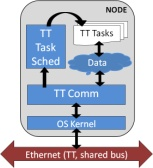 NODE
TT
Task
Sched
TT Tasks
Data
TT Comm
OS Kernel
Ethernet (TT, shared bus)